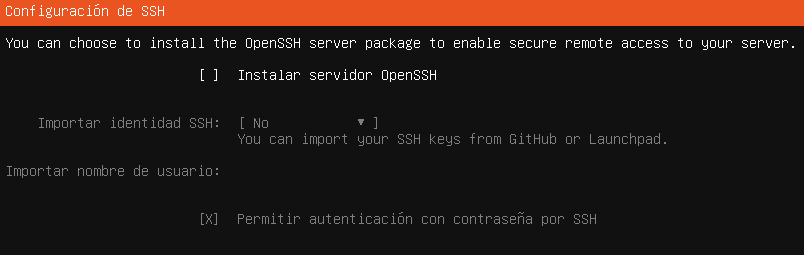 Configuración de SSH
You can choose to install the OpenSSH server package to enable secure remote access to your server.
[ ] Instalar servidor OpenSSH
Importar identidad SSH: [ No ▼ ]
You can import your SSH keys from GitHub or Launchpad.
Importar nombre de usuario:
[X] Permitir autenticación con contraseña por SSH